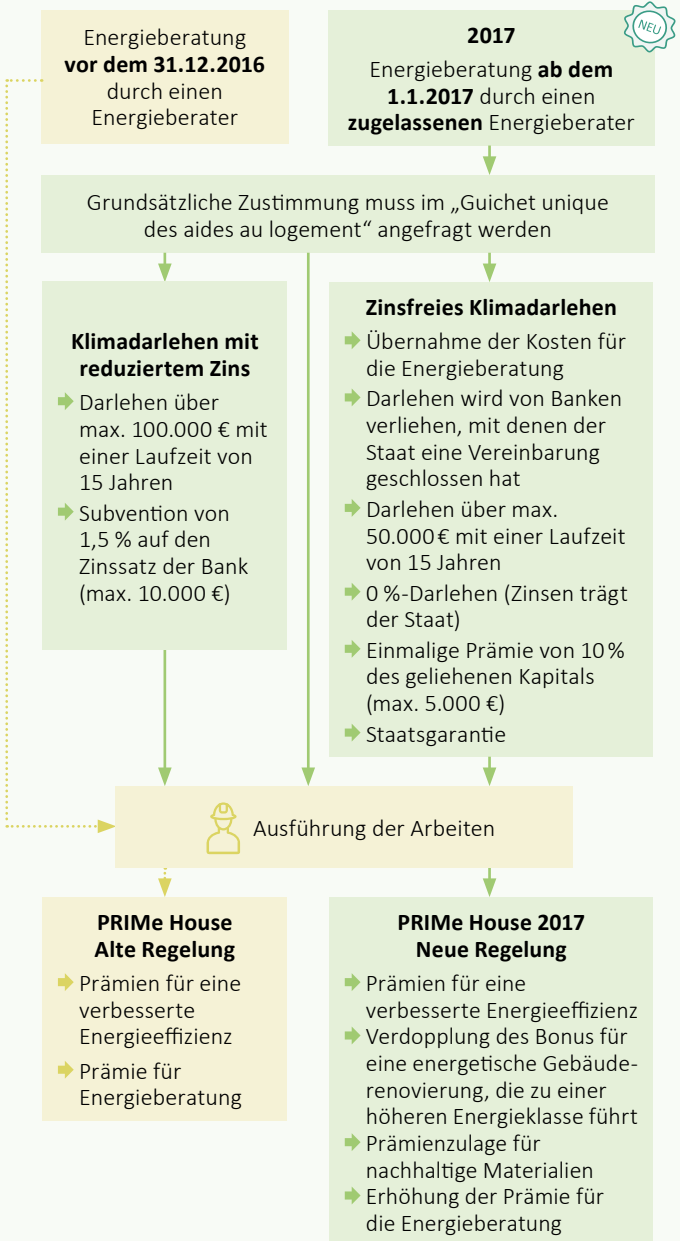 Energieberatung
vor dem 31.12.2016
durch einen
Energieberater
NEU
2017
Energieberatung ab dem
1.1.2017 durch einen
zugelassenen Energieberater
Grundsätzliche Zustimmung muss im „Guichet unique
des aides au logement“ angefragt werden
Klimadarlehen mit
reduziertem Zins
Darlehen über
max. 100.000 € mit
einer Laufzeit von
15 Jahren
Subvention von
1,5 % auf den
Zinssatz der Bank
(max. 10.000 €)
Zinsfreies Klimadarlehen
Übernahme der Kosten für
die Energieberatung
Darlehen wird von Banken
verliehen, mit denen der
Staat eine Vereinbarung
geschlossen hat
Darlehen über max.
50.000 € mit einer Laufzeit
von 15 Jahren
0 %-Darlehen (Zinsen trägt
der Staat)
Einmalige Prämie von 10 %
des geliehenen Kapitals
(max. 5.000 €)
Staatsgarantie
Ausführung der Arbeiten
PRIMe House
Alte Regelung
Prämien für eine
verbesserte
Energieeffizienz
Prämie für
Energieberatung
PRIMe House 2017
Neue Regelung
Prämien für eine
verbesserte Energieeffizienz
Verdopplung des Bonus für
eine energetische Gebäude-
renovierung, die zu einer
höheren Energieklasse führt
Prämienzulage für
nachhaltige Materialien
Erhöhung der Prämie für
die Energieberatung